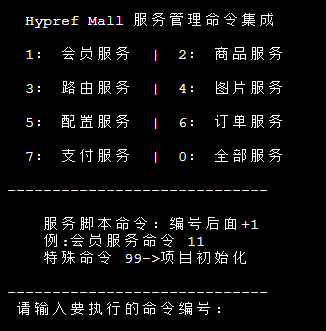 Hypref Mall 服务管理命令集成
1: 会员服务 | 2: 商品服务
3: 路由服务 | 4: 图片服务
5: 配置服务 | 6: 订单服务
7: 支付服务 | 0: 全部服务
-----------------------------
服务脚本命令: 编号后面+1
例:会员服务命令 11
特殊命令 99->项目初始化
-----------------------------
请输入要执行的命令编号: